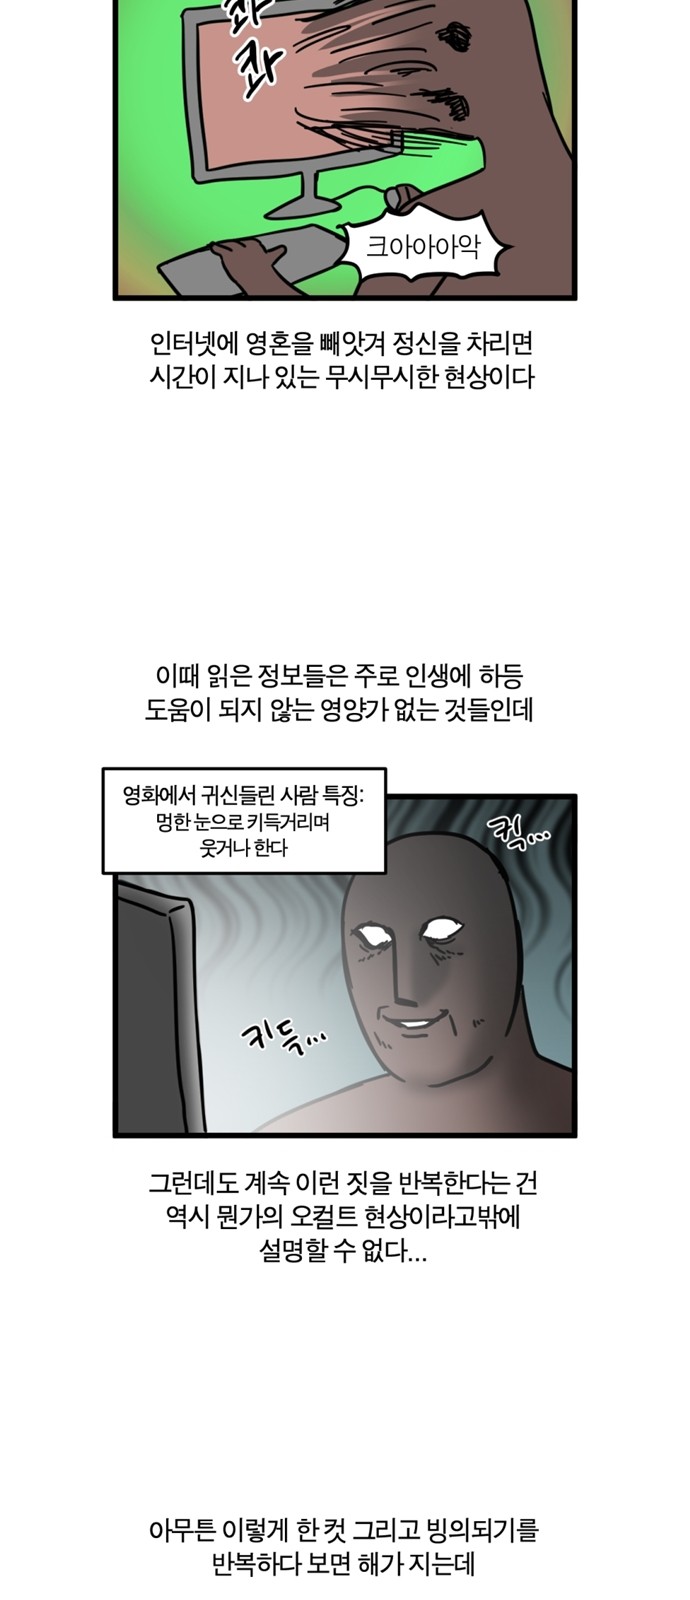 콰
콰
크아아아악
인터넷에 영혼을 빼앗겨 정신을 차리면
시간이 지나 있는 무시무시한 현상이다
이때 읽은 정보들은 주로 인생에 하등
도움이 되지 않는 영양가 없는 것들인데
영화에서 귀신들린 사람 특징:
멍한 눈으로 키득거리며
웃거나 한다
킥...
키득...
그런데도 계속 이런 짓을 반복한다는 건
역시 뭔가의 오컬트 현상이라고밖에
설명할 수 없다...
아무튼 이렇게 한 컷 그리고 빙의되기를
반복하다 보면 해가 지는데